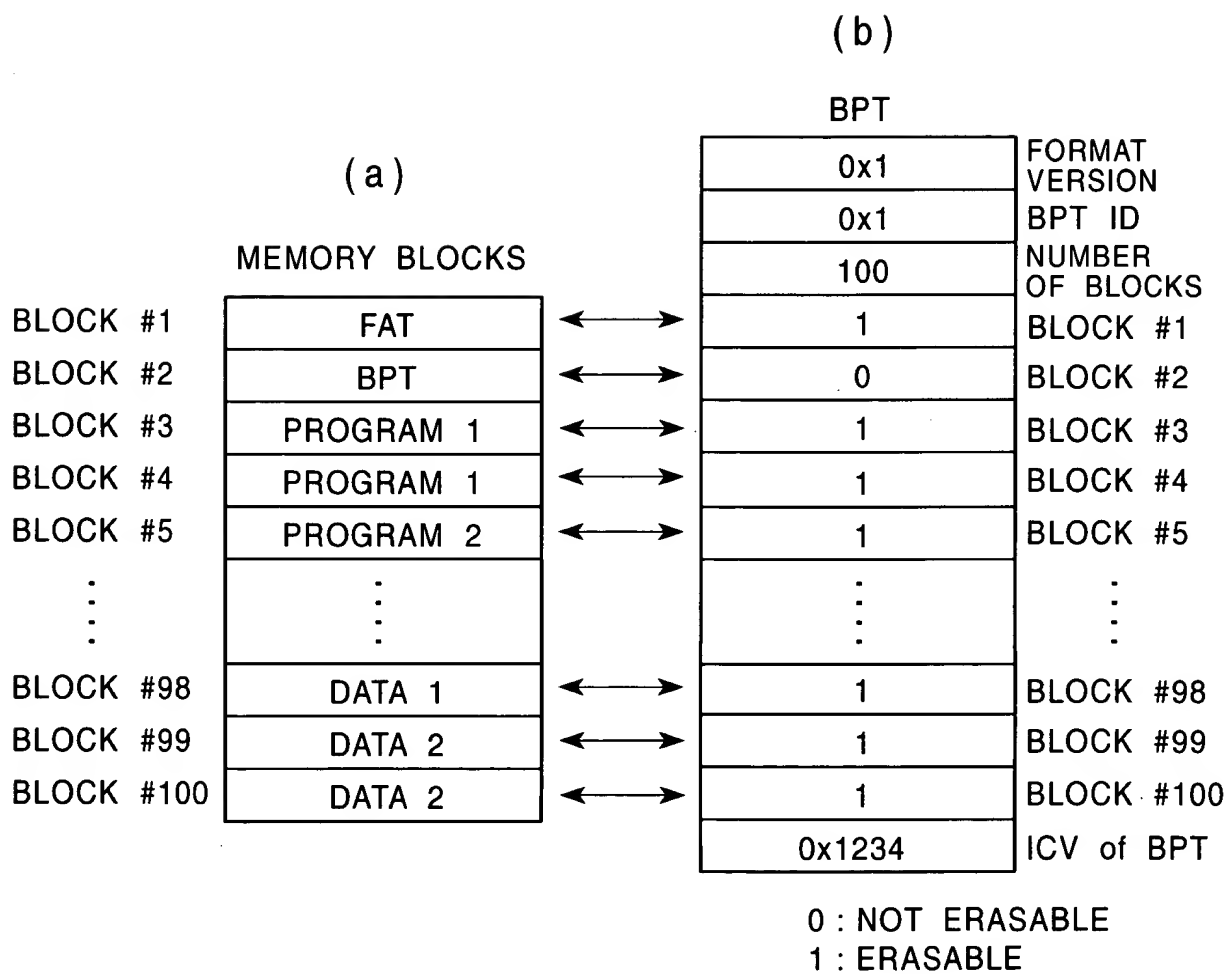 (b)
BPT
0x1 FORMAT VERSION
0x1 BPT ID
100 NUMBER OF BLOCKS
(a)
MEMORY BLOCKS
BLOCK #1 FAT 1 BLOCK #1
BLOCK #2 BPT 0 BLOCK #2
BLOCK #3 PROGRAM 1 1 BLOCK #3
BLOCK #4 PROGRAM 1 1 BLOCK #4
BLOCK #5 PROGRAM 2 1 BLOCK #5
BLOCK #98 DATA 1 1 BLOCK #98
BLOCK #99 DATA 2 1 BLOCK #99
BLOCK #100 DATA 2 1 BLOCK #100
0x1234 ICV of BPT
0 : NOT ERASABLE
1 : ERASABLE